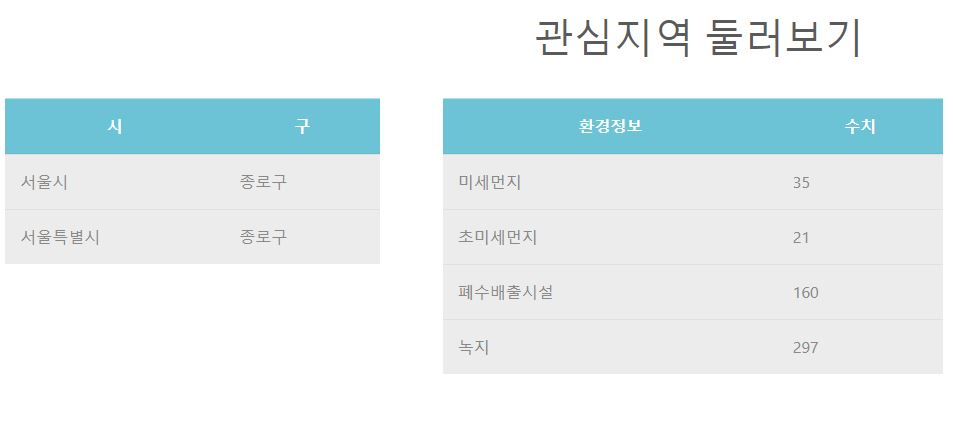 관심지역 둘러보기
시 구
서울시 종로구
서울특별시 종로구
환경정보 수치
미세먼지 35
초미세먼지 21
폐수배출시설 160
녹지 297